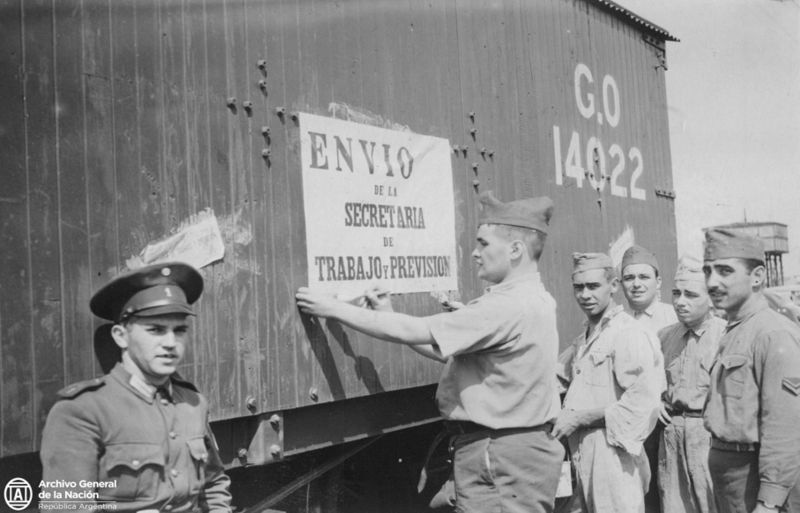 ENVIO
DE LA
SECRETARIA
DE
TRABAJO Y PREVISION
G.O
14022
Archivo General
de la Nación
República Argentina